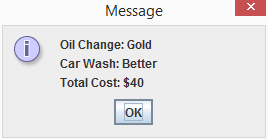 Message
Oil Change: Gold
Car Wash: Better
Total Cost: $40
OK